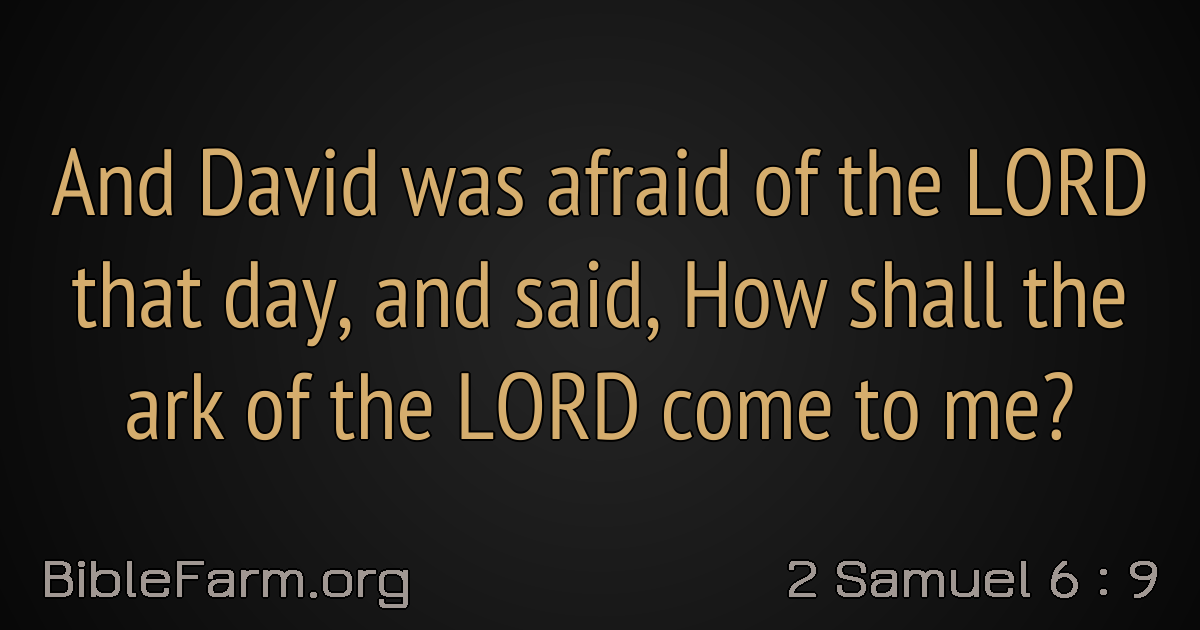 And David was afraid of the LORD
that day, and said, How shall the
ark of the LORD come to me?
BibleFarm.org
2 Samuel 6 : 9